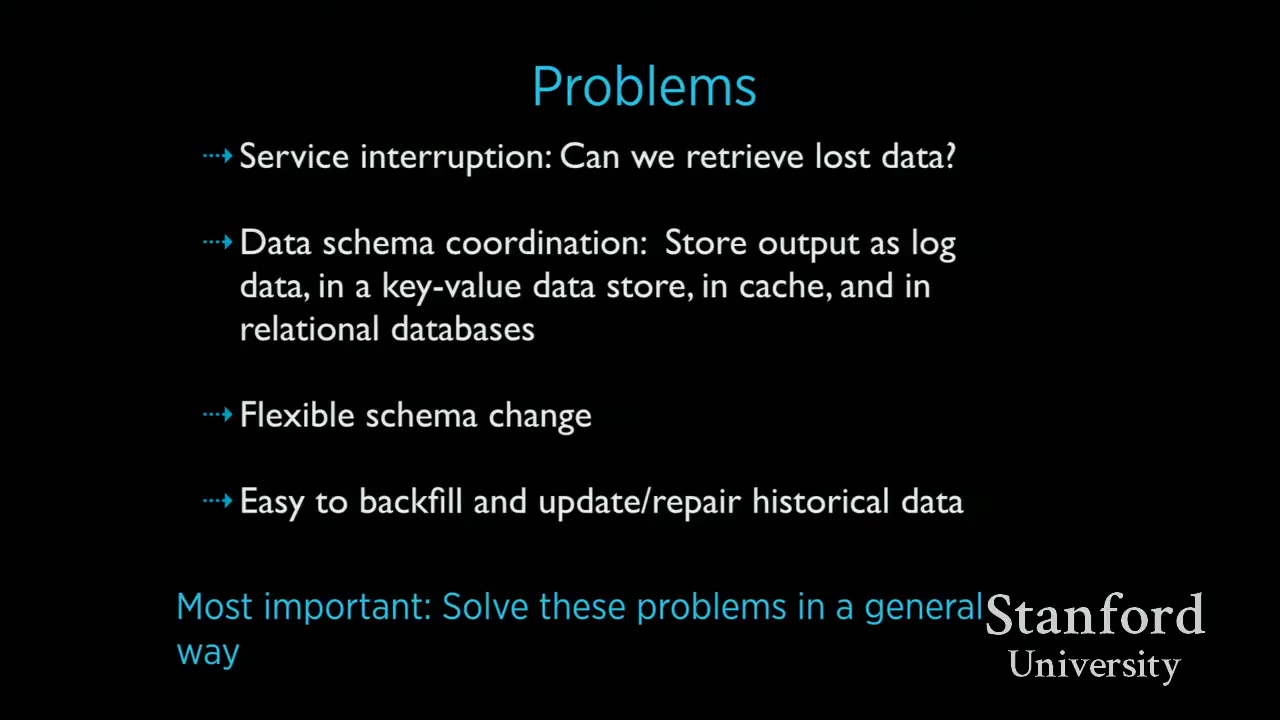 Problems
Service interruption: Can we retrieve lost data?
Data schema coordination: Store output as log
data, in a key-value data store, in cache, and in
relational databases
Flexible schema change
Easy to backfill and update/repair historical data
Most important: Solve these problems in a general
way
Stanford
University